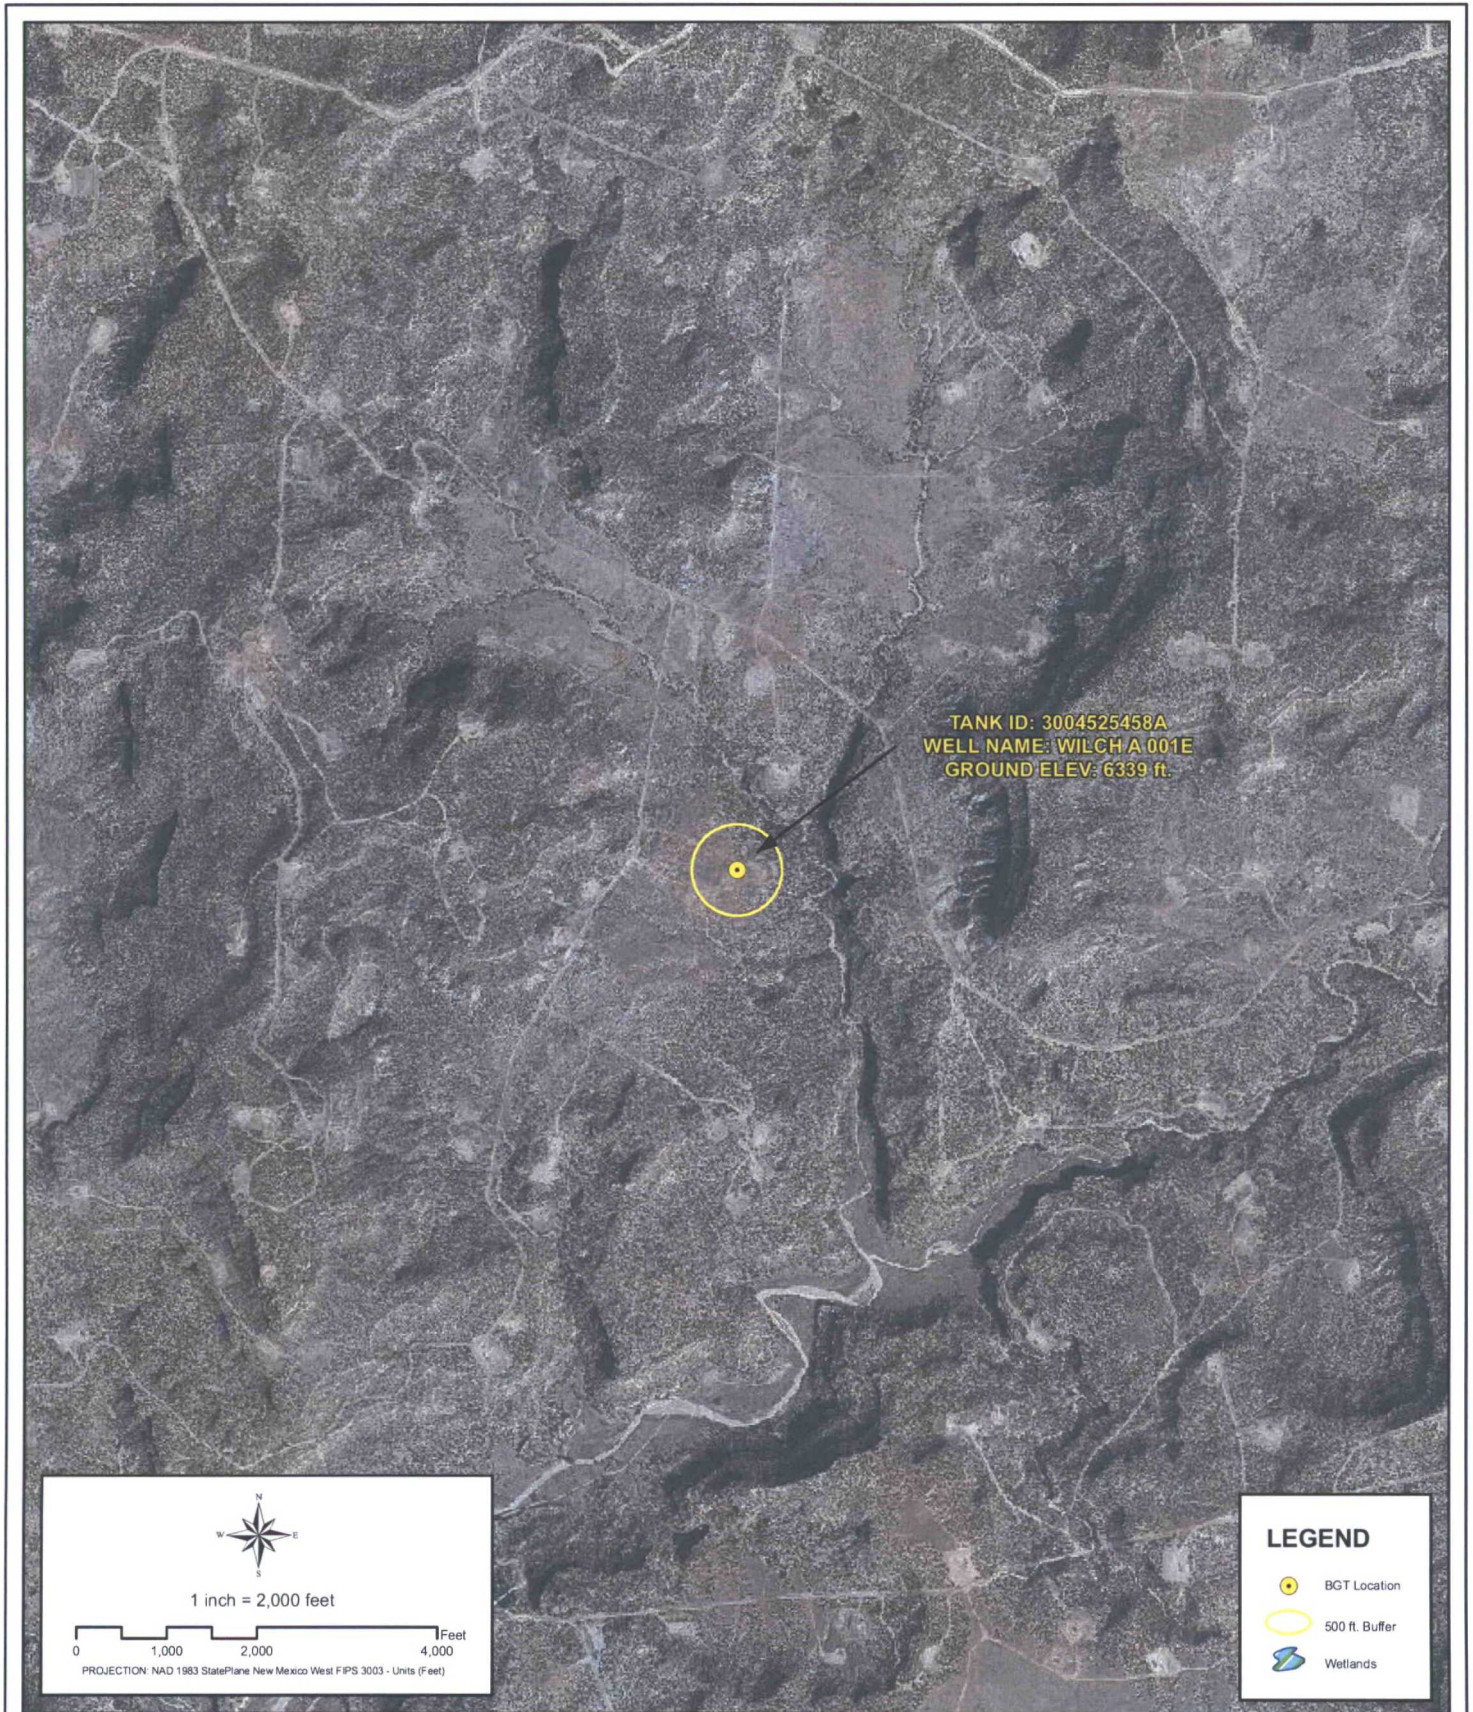 TANK ID: 3004525458A
WELL NAME: WILCH A 001E
GROUND ELEV: 6339 ft.
N
W E
S
1 inch = 2,000 feet
Feet
0 1,000 2,000 4,000
PROJECTION: NAD 1983 StatePlane New Mexico West FIPS 3003 - Units (Feet)
LEGEND
BGT Location
500 ft. Buffer
Wetlands